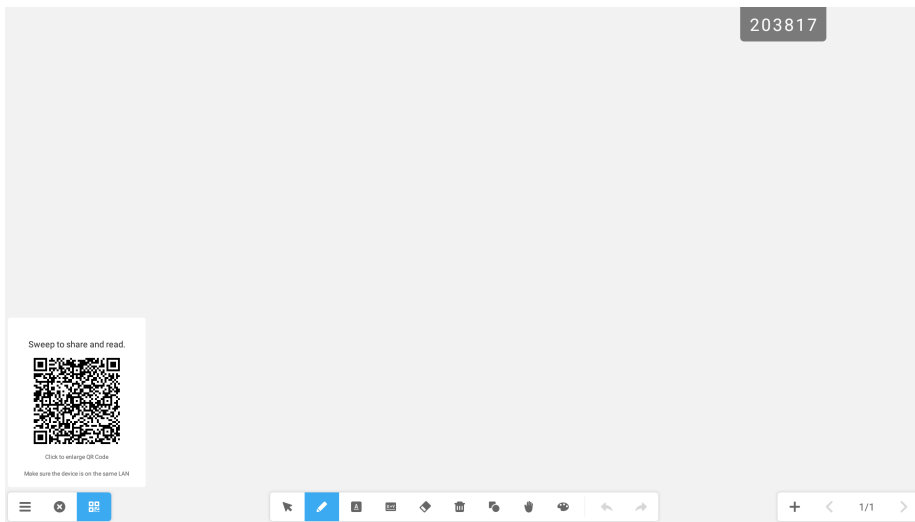 203817
Sweep to share and read.
Click to enlarge QR Code
Make sure the device is on the same LAN
A
1/1